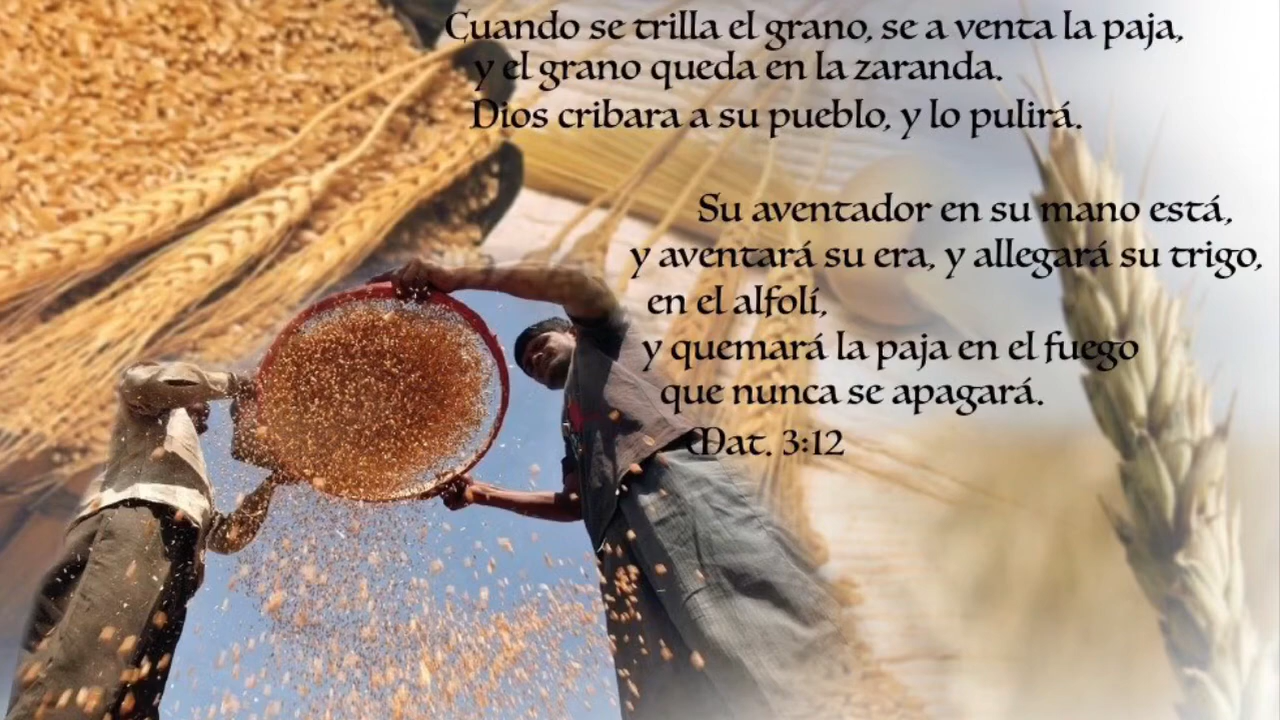 Cuando se trilla el grano, se a venta la paja,
y el grano queda en la zaranda.
Dios cribara a su pueblo, y lo pulirá.
Su aventador en su mano está,
y aventará su era, y allegará su trigo,
en el alfolí,
y quemará la paja en el fuego
que nunca se apagará.
Mat. 3:12